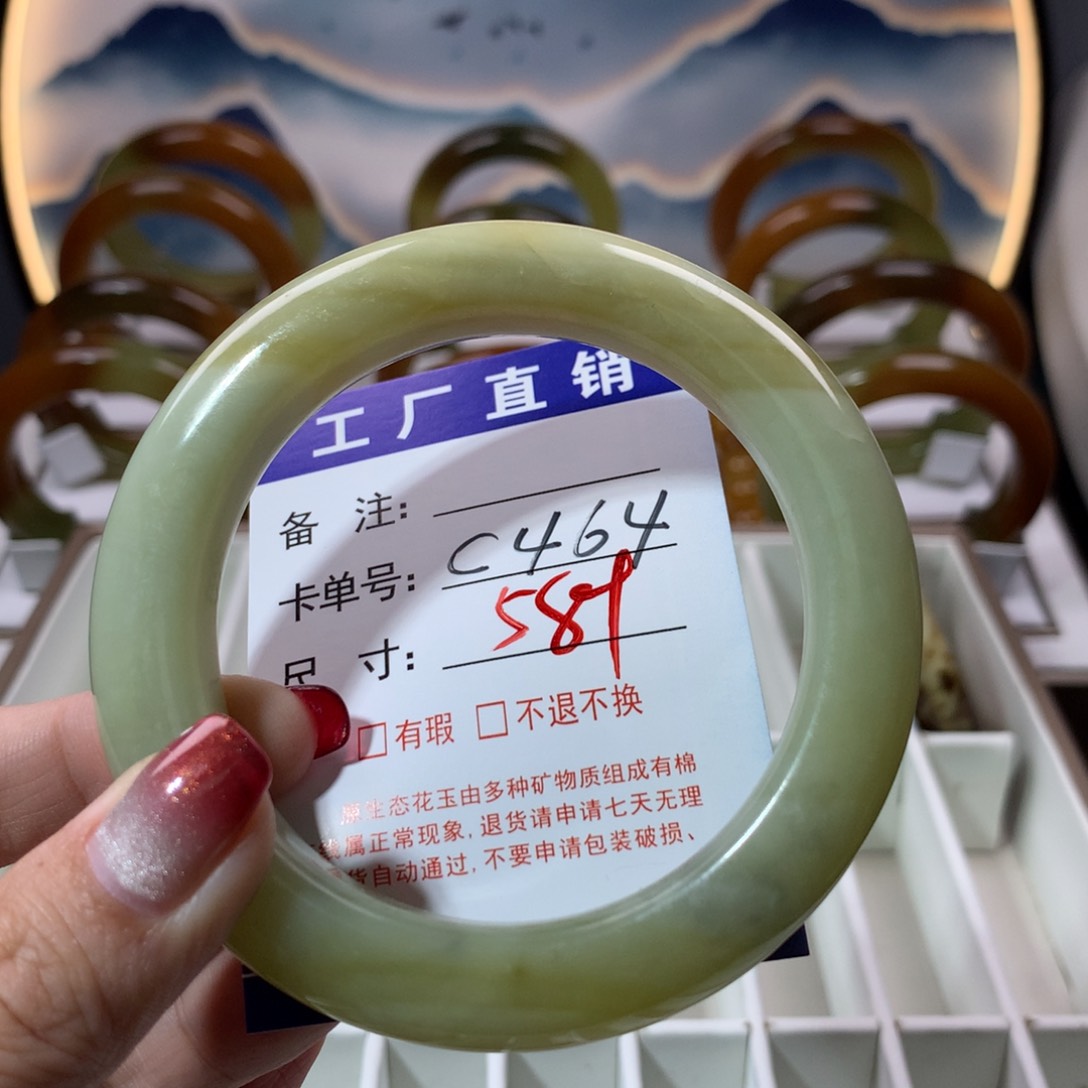 工厂直销
备 注:
卡单号: C464
尺 寸: 589
□有瑕 □不退不换
原生态花玉由多种矿物质组成有棉
线属正常现象,退货请申请七天无理
自动通过,不要申请包装破损、